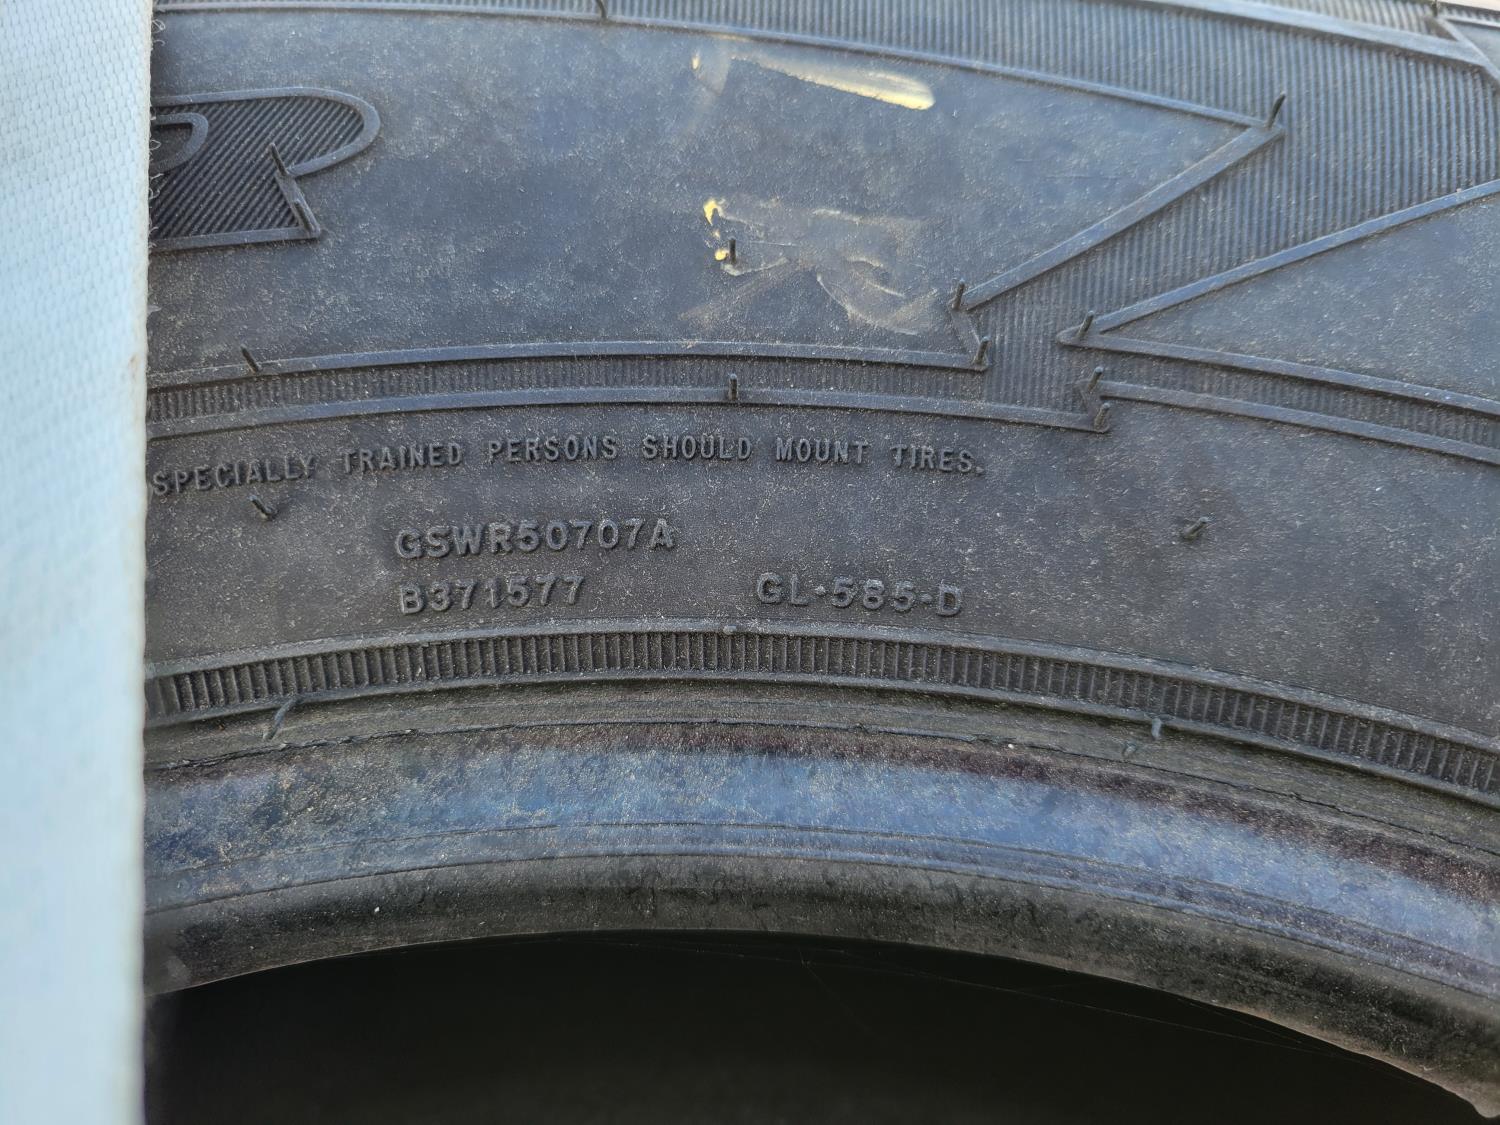 SPECIALLY TRAINED PERSONS SHOULD MOUNT TIRES.
GSWR50707A
B371577 GL-585-D